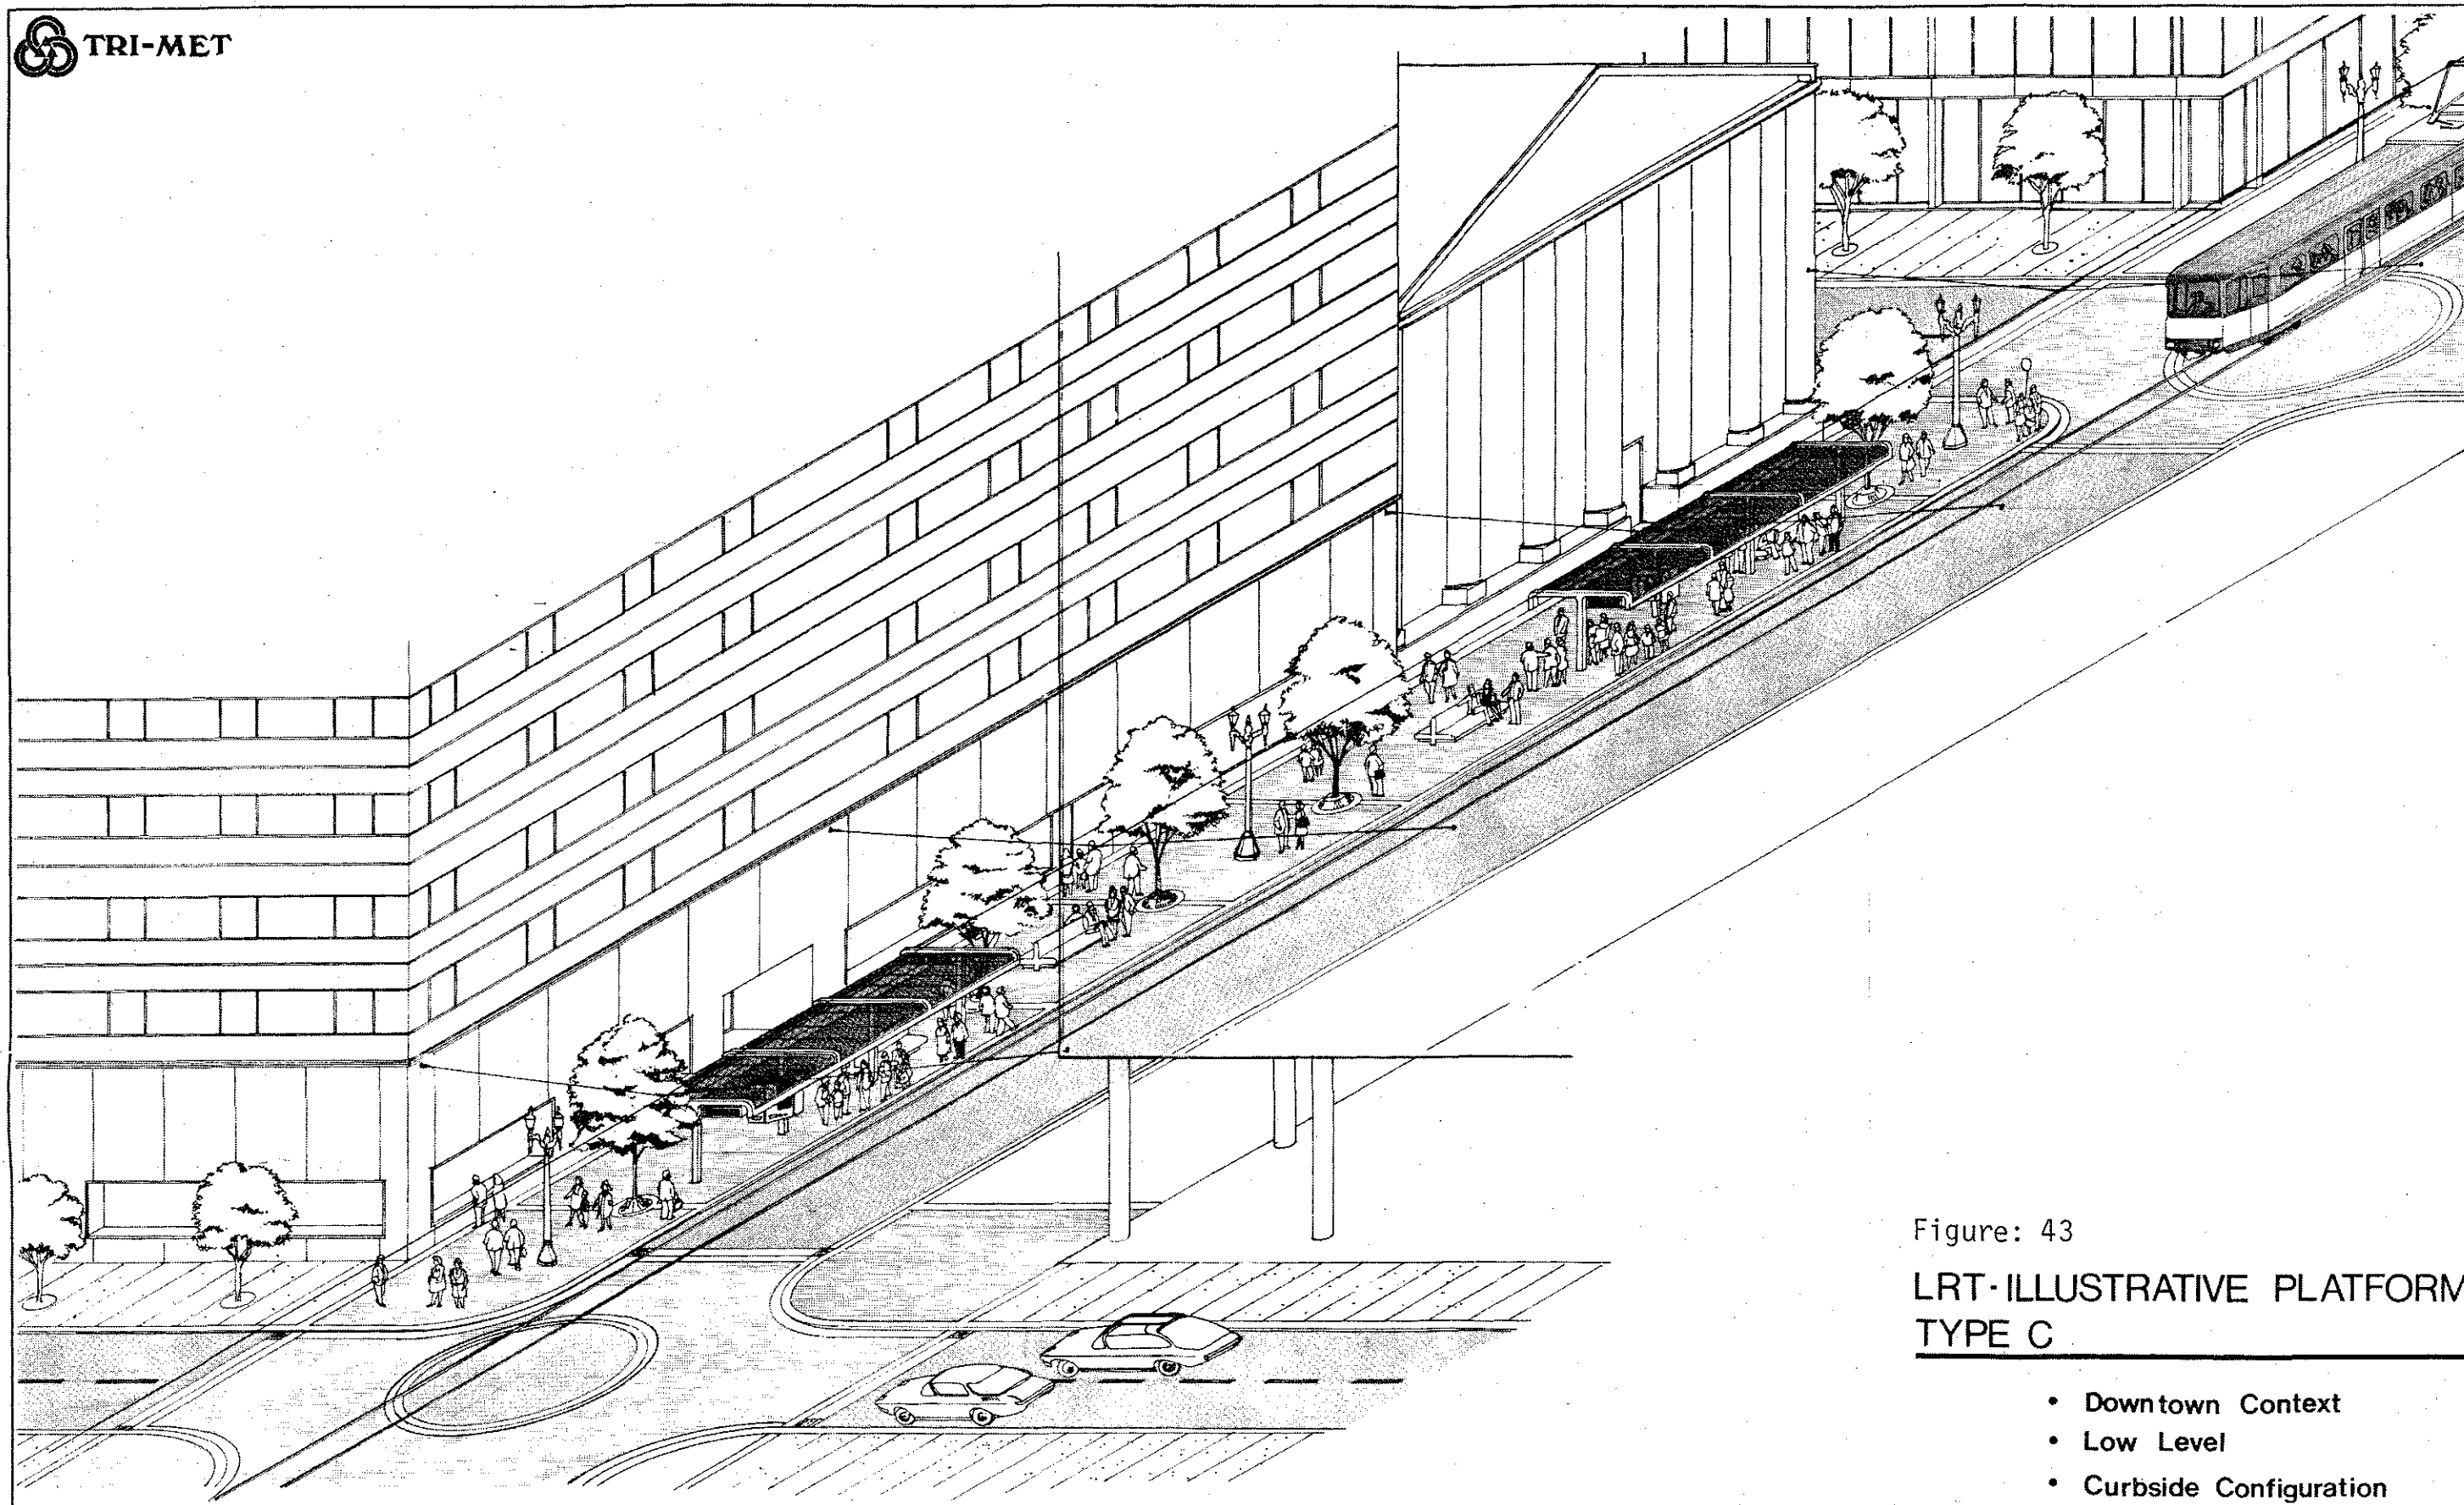 TRI-MET
Figure: 43
LRT·ILLUSTRATIVE PLATFORM
TYPE C
• Downtown Context
• Low Level
• Curbside Configuration